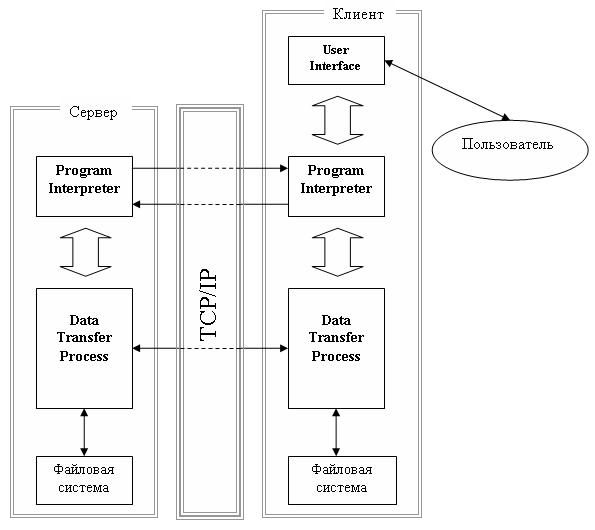 Клиент
User
Interface
Пользователь
Сервер
Program
Interpreter
Program
Interpreter
TCP/IP
Data
Transfer
Process
Data
Transfer
Process
Файловая
система
Файловая
система